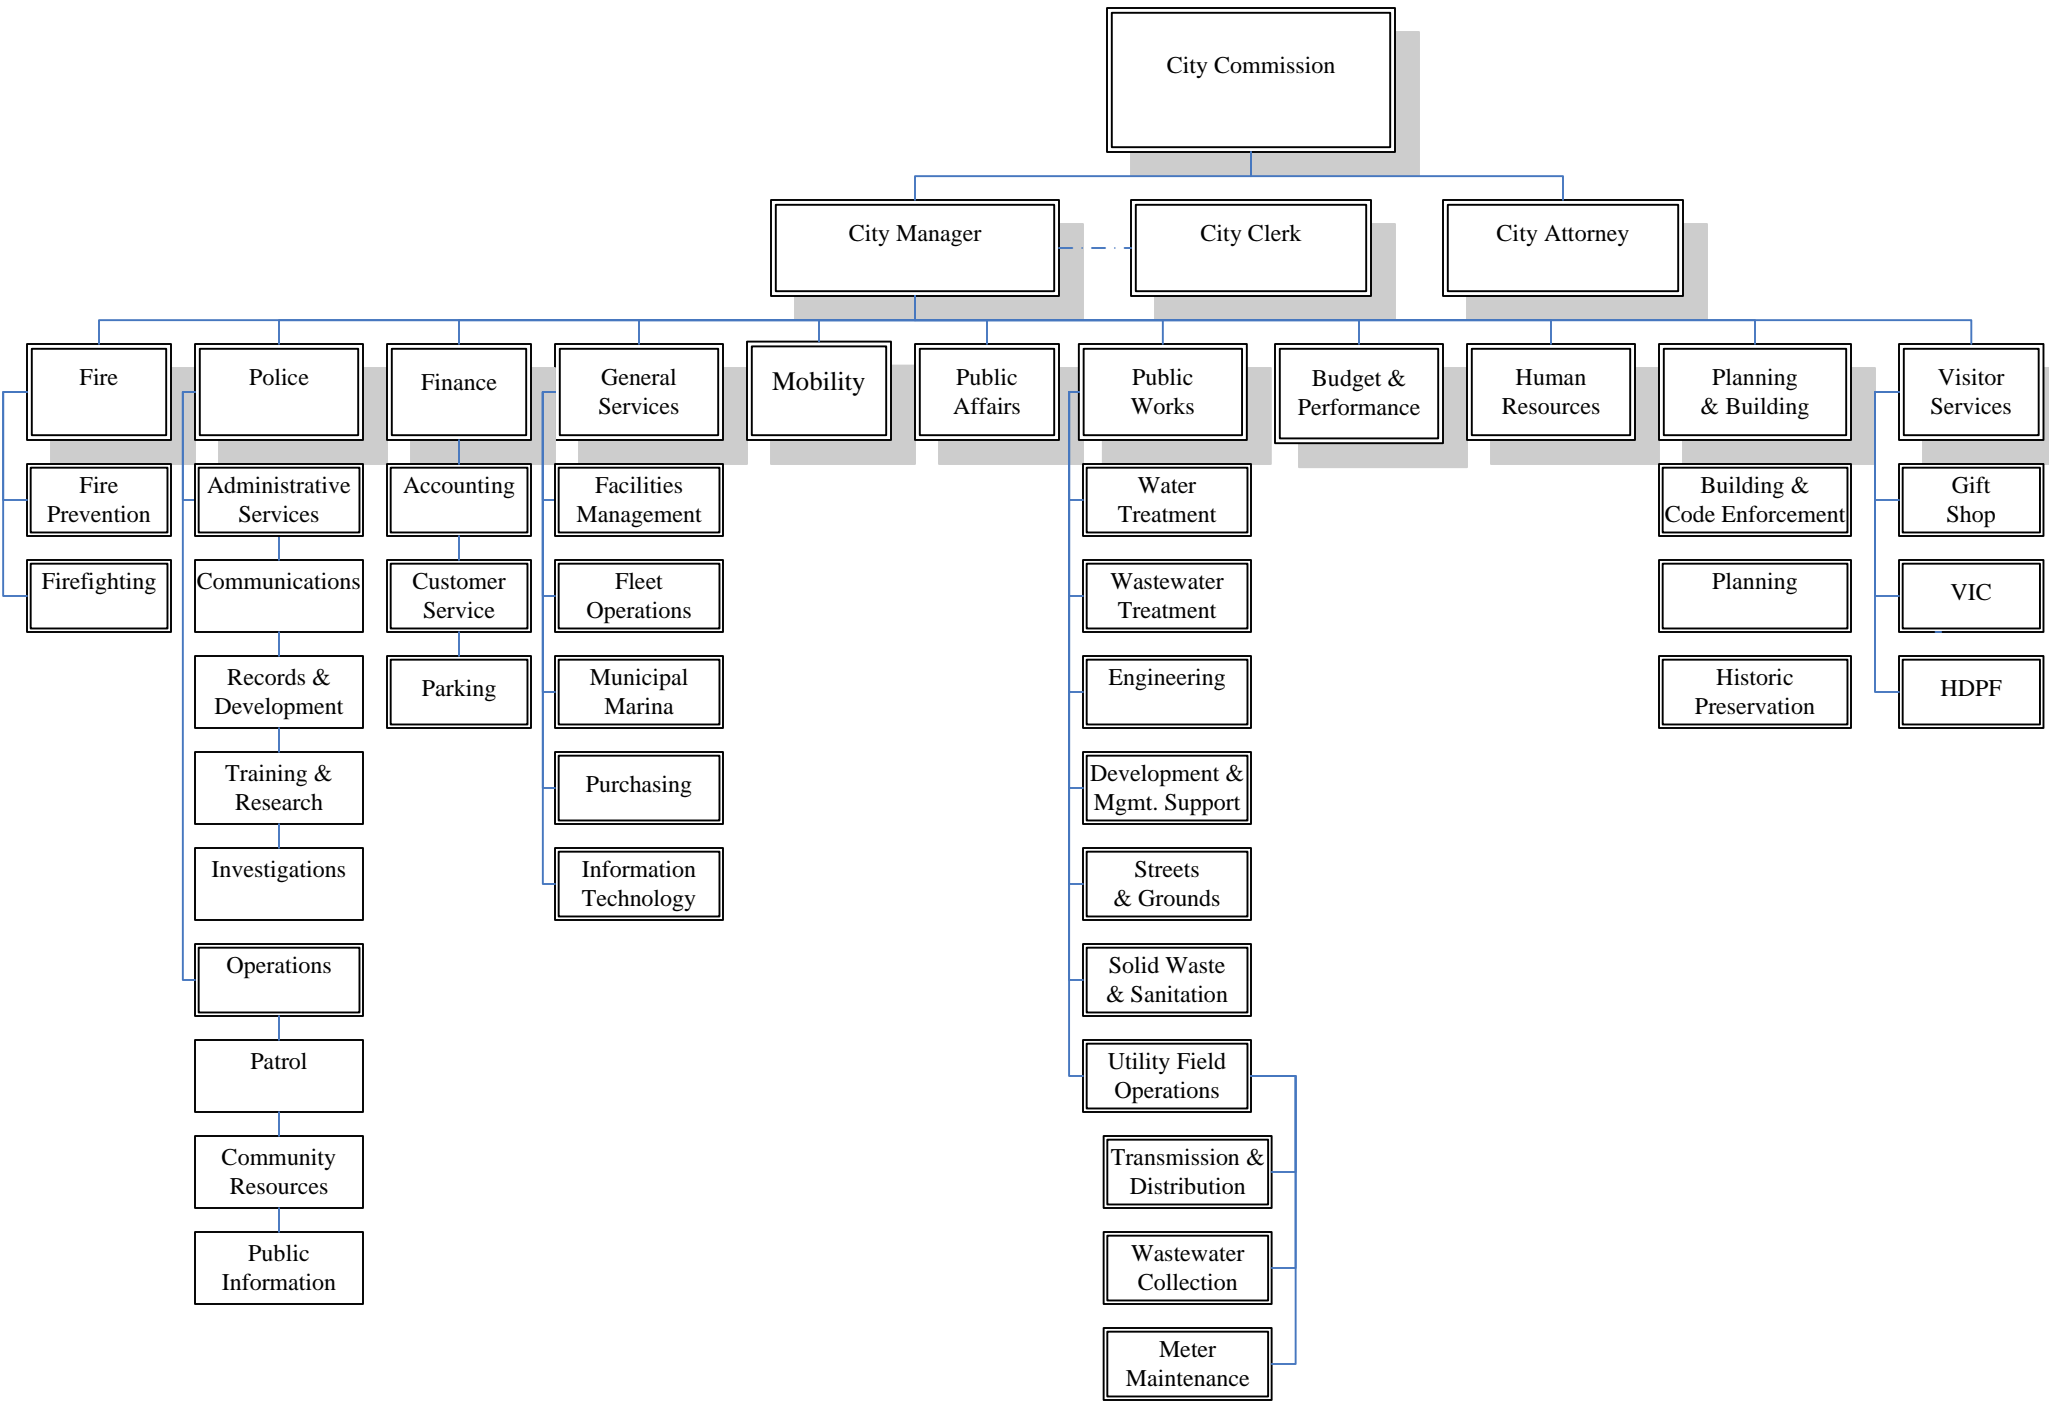 City Commission
City Manager
City Clerk
City Attorney
Fire
Police
Finance
General
Services
Mobility
Public
Affairs
Public
Works
Budget &
Performance
Human
Resources
Planning
& Building
Visitor
Services
Fire
Prevention
Firefighting
Administrative
Services
Communications
Records &
Development
Training &
Research
Investigations
Operations
Patrol
Community
Resources
Public
Information
Accounting
Customer
Service
Parking
Facilities
Management
Fleet
Operations
Municipal
Marina
Purchasing
Information
Technology
Water
Treatment
Wastewater
Treatment
Engineering
Development &
Mgmt. Support
Streets
& Grounds
Solid Waste
& Sanitation
Utility Field
Operations
Transmission &
Distribution
Wastewater
Collection
Meter
Maintenance
Building &
Code Enforcement
Planning
Historic
Preservation
Gift
Shop
VIC
HDPF